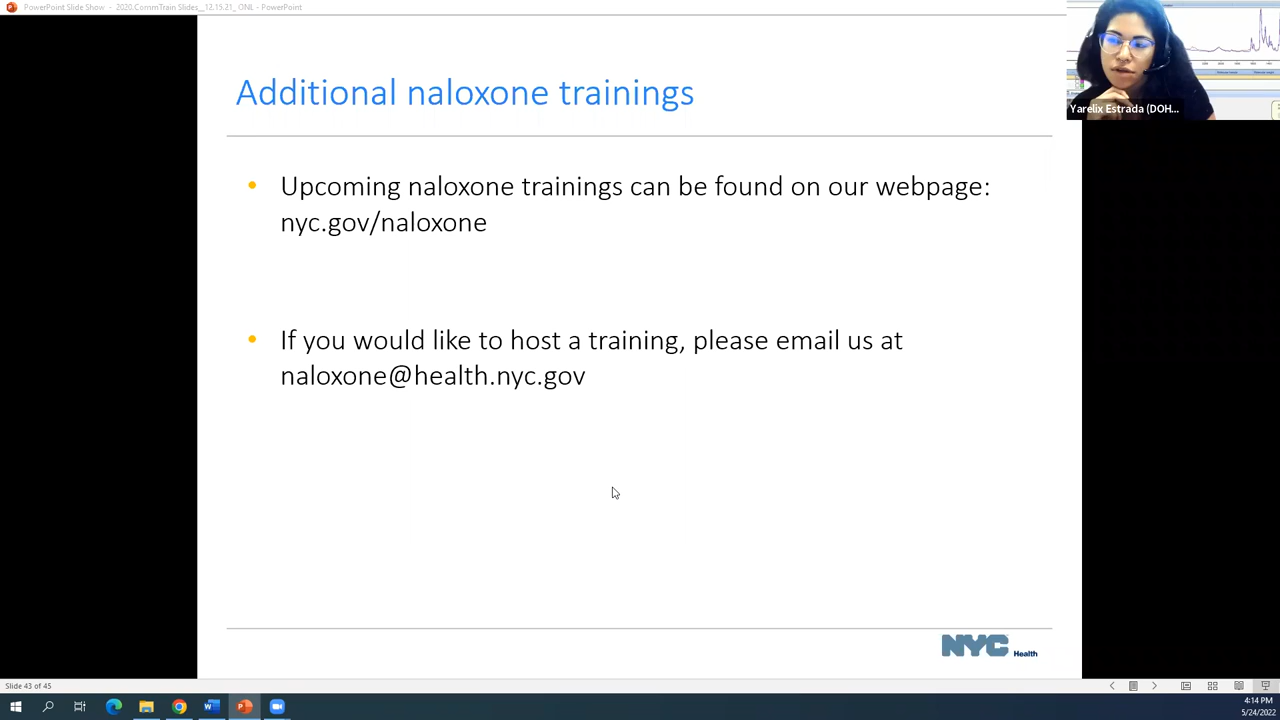 PowerPoint Slide Show - 2020.CommTrain Slides_12.15.21_ ONL - PowerPoint
Yarelix Estrada (DOH...
Additional naloxone trainings
• Upcoming naloxone trainings can be found on our webpage:
nyc.gov/naloxone
• If you would like to host a training, please email us at
naloxone@health.nyc.gov
NYC Health
Slide 43 of 45
4:14 PM
5/24/2022